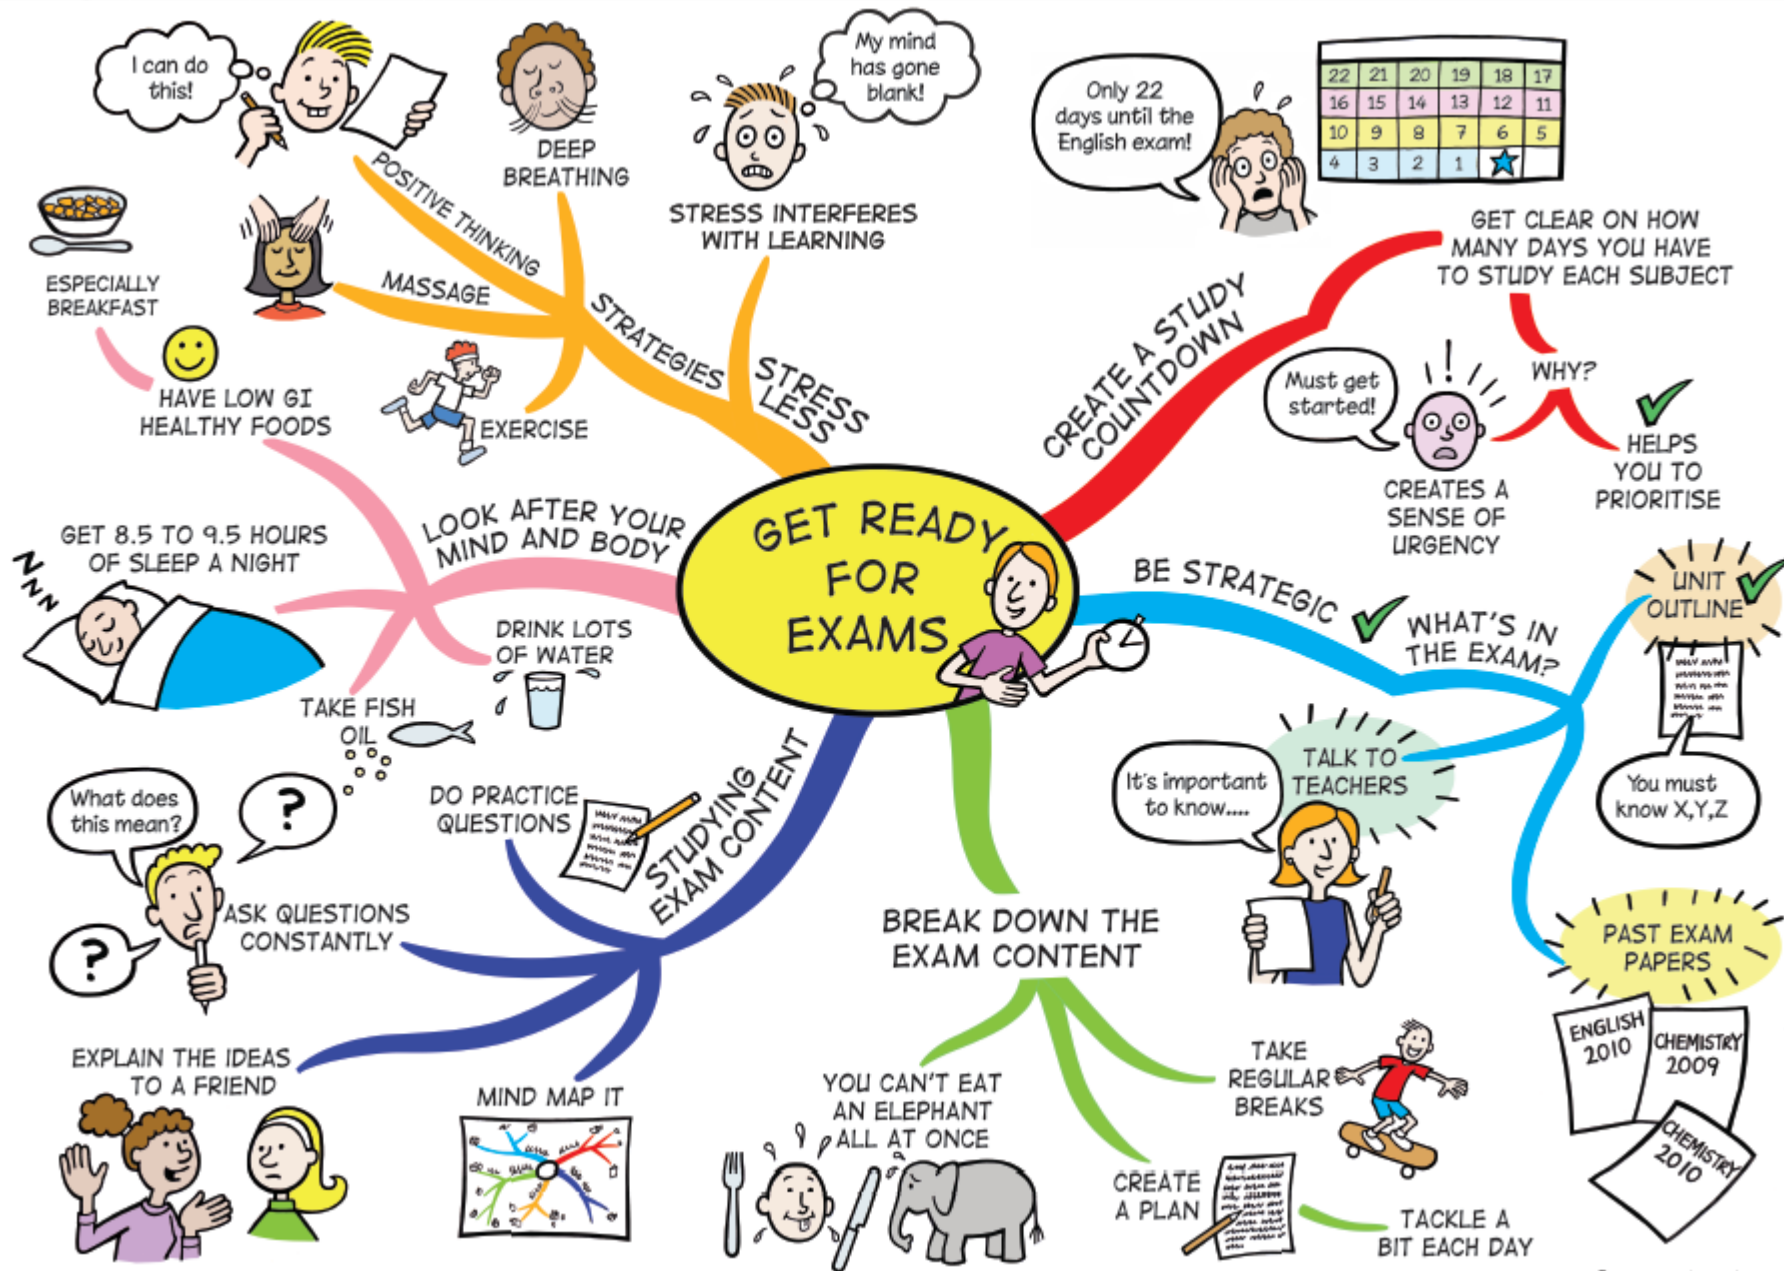 GET READY
FOR
EXAMS
CREATE A STUDY
COUNTDOWN
Only 22
days until the
English exam!
22 21 20 19 18 17
16 15 14 13 12 11
10 9 8 7 6 5
4 3 2 1
GET CLEAR ON HOW
MANY DAYS YOU HAVE
TO STUDY EACH SUBJECT
WHY?
Must get
started!
!
CREATES A
SENSE OF
URGENCY
HELPS
YOU TO
PRIORITISE
BE STRATEGIC
WHAT'S IN
THE EXAM?
UNIT
OUTLINE
You must
know X,Y,Z
TALK TO
TEACHERS
It's important
to know....
PAST EXAM
PAPERS
ENGLISH
2010
CHEMISTRY
2009
CHEMISTRY
2010
BREAK DOWN THE
EXAM CONTENT
TAKE
REGULAR
BREAKS
CREATE
A PLAN
TACKLE A
BIT EACH DAY
YOU CAN'T EAT
AN ELEPHANT
ALL AT ONCE
STUDYING
EXAM CONTENT
DO PRACTICE
QUESTIONS
ASK QUESTIONS
CONSTANTLY
What does
this mean?
?
?
EXPLAIN THE IDEAS
TO A FRIEND
MIND MAP IT
LOOK AFTER YOUR
MIND AND BODY
HAVE LOW GI
HEALTHY FOODS
ESPECIALLY
BREAKFAST
GET 8.5 TO 9.5 HOURS
OF SLEEP A NIGHT
ZZZZ
TAKE FISH
OIL
DRINK LOTS
OF WATER
STRESS
LESS
STRESS INTERFERES
WITH LEARNING
My mind
has gone
blank!
STRATEGIES
DEEP
BREATHING
POSITIVE THINKING
I can do
this!
MASSAGE
EXERCISE